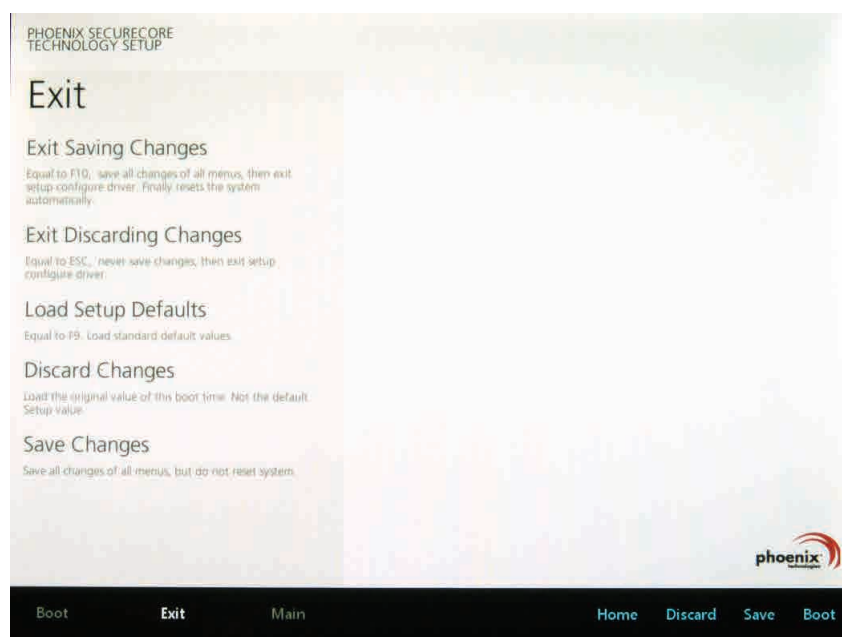 PHOENIX SECURECORE
TECHNOLOGY SETUP
Exit
Exit Saving Changes
Equal to F10, save all changes of all menus, then exit
setup configure driver. Finally resets the system
automatically.
Exit Discarding Changes
Equal to ESC, never save changes, then exit setup
configure driver.
Load Setup Defaults
Equal to F9. Load standard default values.
Discard Changes
Load the original value of this boot time. Not the default
Setup value.
Save Changes
Save all changes of all menus, but do not reset system.
phoenix
technologies
Boot Exit Main Home Discard Save Boot